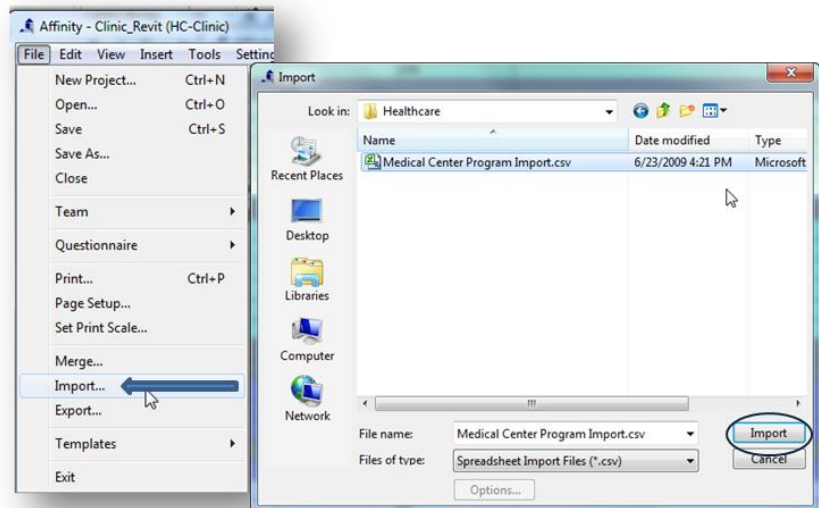 Affinity - Clinic_Revit (HC-Clinic)
File Edit View Insert Tools Setting
New Project... Ctrl+N
Open... Ctrl+O
Save Ctrl+S
Save As...
Close
Team
Questionnaire
Print... Ctrl+P
Page Setup...
Set Print Scale...
Merge...
Import...
Export...
Templates
Exit
Import
Look in: Healthcare
Name Date modified Type
Medical Center Program Import.csv 6/23/2009 4:21 PM Microsoft
Recent Places
Desktop
Libraries
Computer
Network
File name: Medical Center Program Import.csv Import
Files of type: Spreadsheet Import Files (*.csv) Cancel
Options...